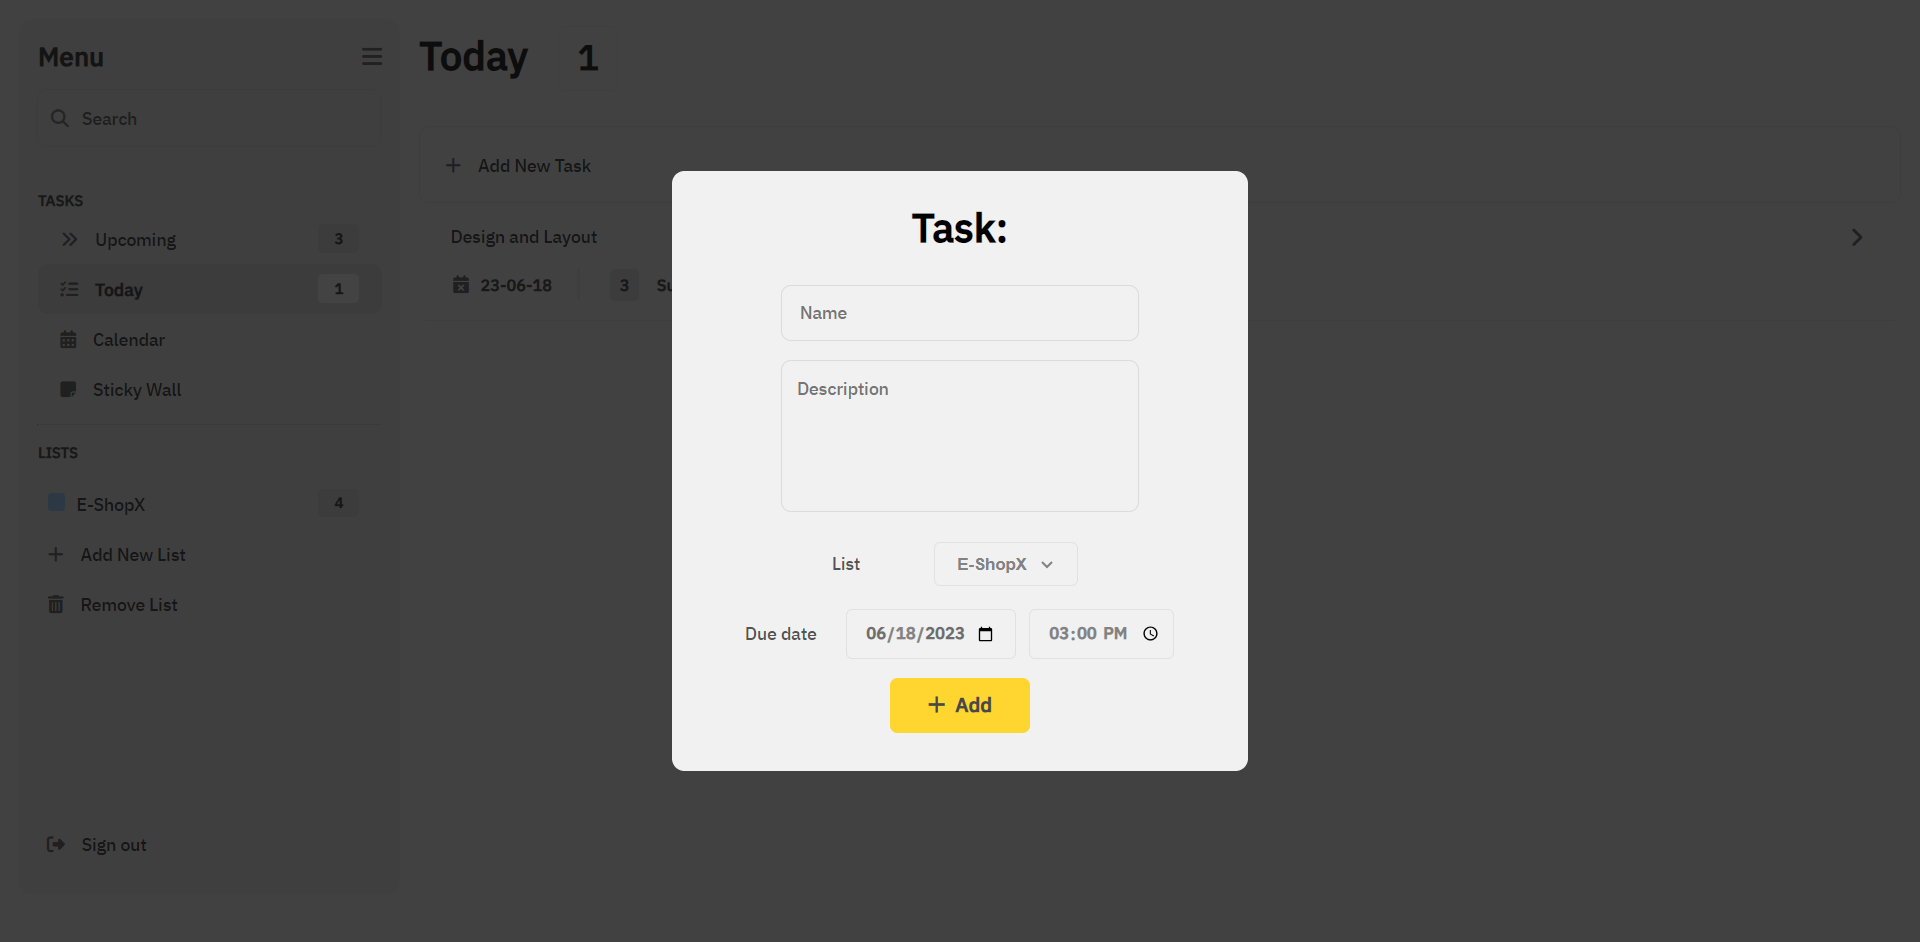 Menu
Search
TASKS
Upcoming 3
Today 1
Calendar
Sticky Wall
LISTS
E-ShopX 4
Add New List
Remove List
Sign out
Today 1
Add New Task
Design and Layout
23-06-18 3 Su
Task:
Name
Description
List E-ShopX
Due date 06/18/2023 03:00 PM
Add